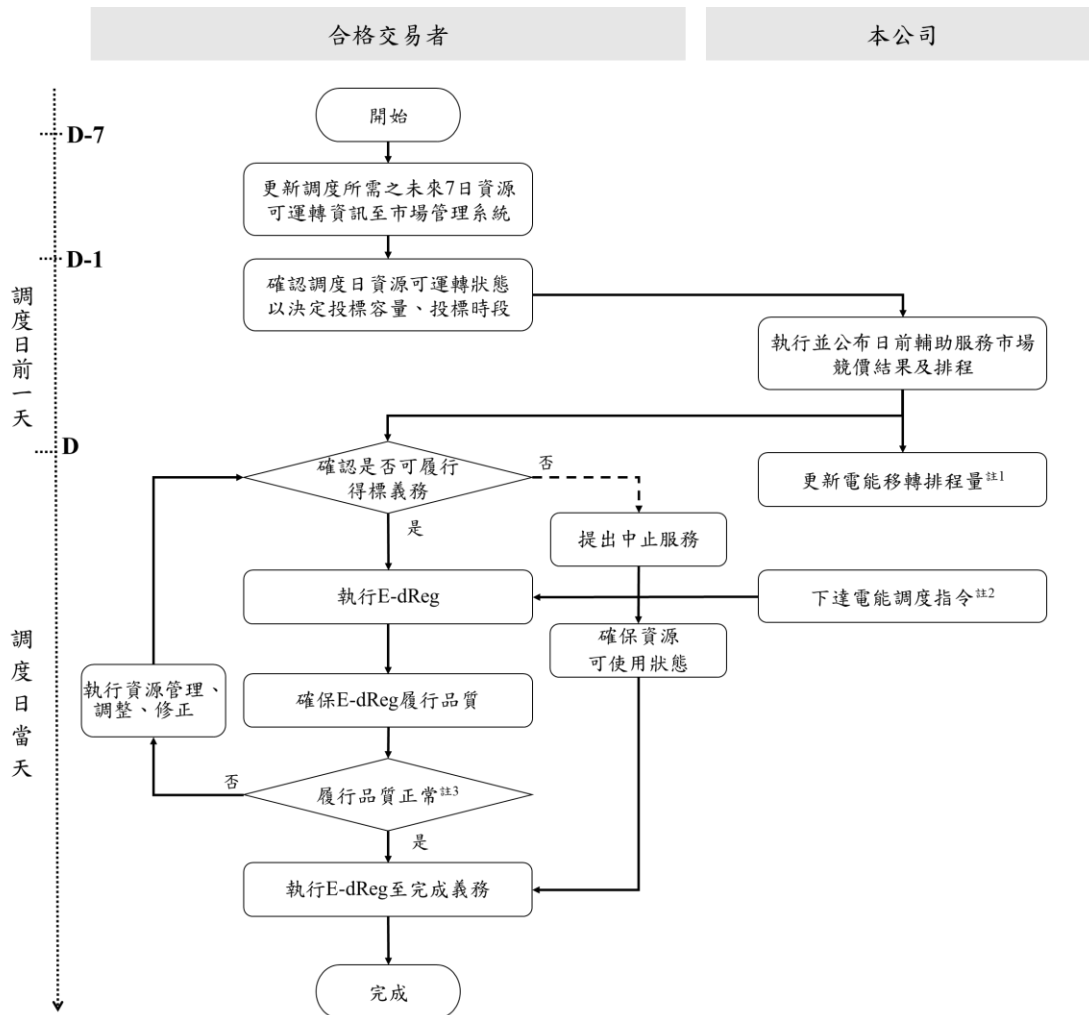 合格交易者
本公司
開始
D-7
更新調度所需之未來7日資源
可運轉資訊至市場管理系統
D-1
確認調度日資源可運轉狀態
以決定投標容量、投標時段
調度日前一天
執行並公布日前輔助服務市場
競價結果及排程
D
確認是否可履行
得標義務
否
是
更新電能移轉排程量註1
提出中止服務
執行E-dReg
下達電能調度指令註2
確保資源
可使用狀態
調度日當天
執行資源管理、
調整、修正
確保E-dReg履行品質
否
履行品質正常註3
是
執行E-dReg至完成義務
完成